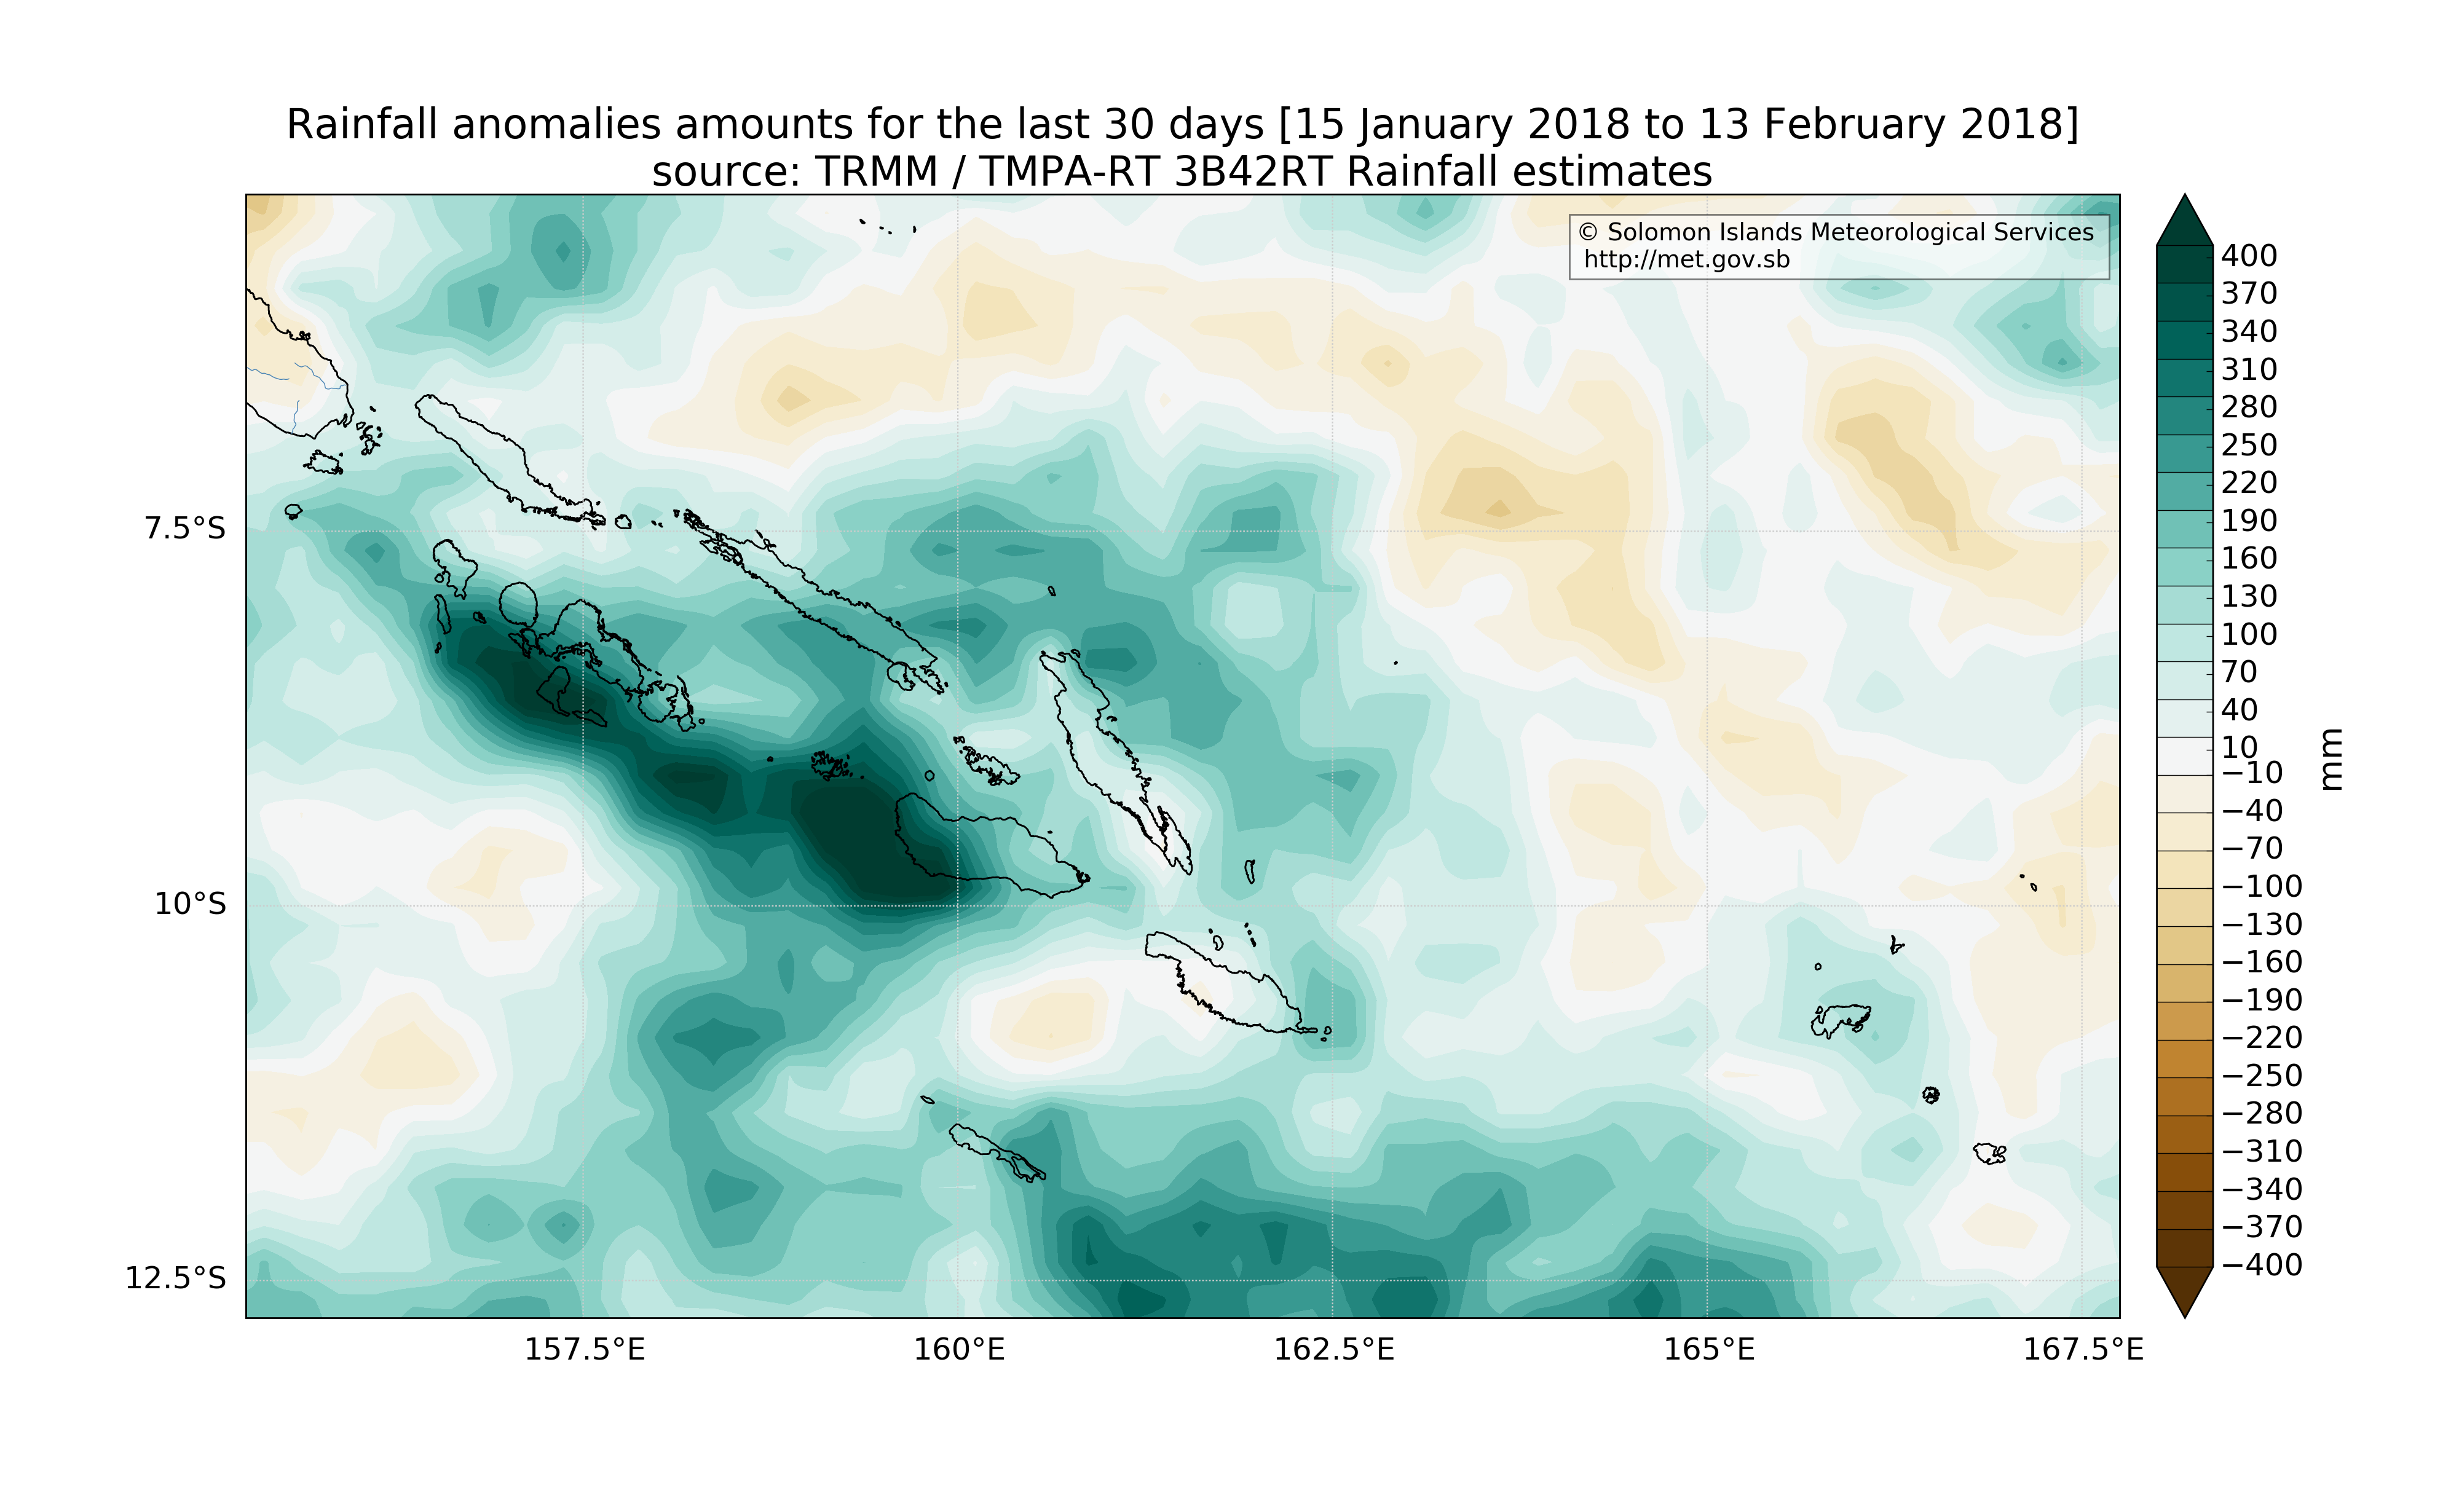 Rainfall anomalies amounts for the last 30 days [15 January 2018 to 13 February 2018]
source: TRMM / TMPA-RT 3B42RT Rainfall estimates
© Solomon Islands Meteorological Services
http://met.gov.sb
7.5°S
10°S
12.5°S
157.5°E
160°E
162.5°E
165°E
167.5°E
400
370
340
310
280
250
220
190
160
130
100
70
40
10
−10
−40
−70
−100
−130
−160
−190
−220
−250
−280
−310
−340
−370
−400
mm